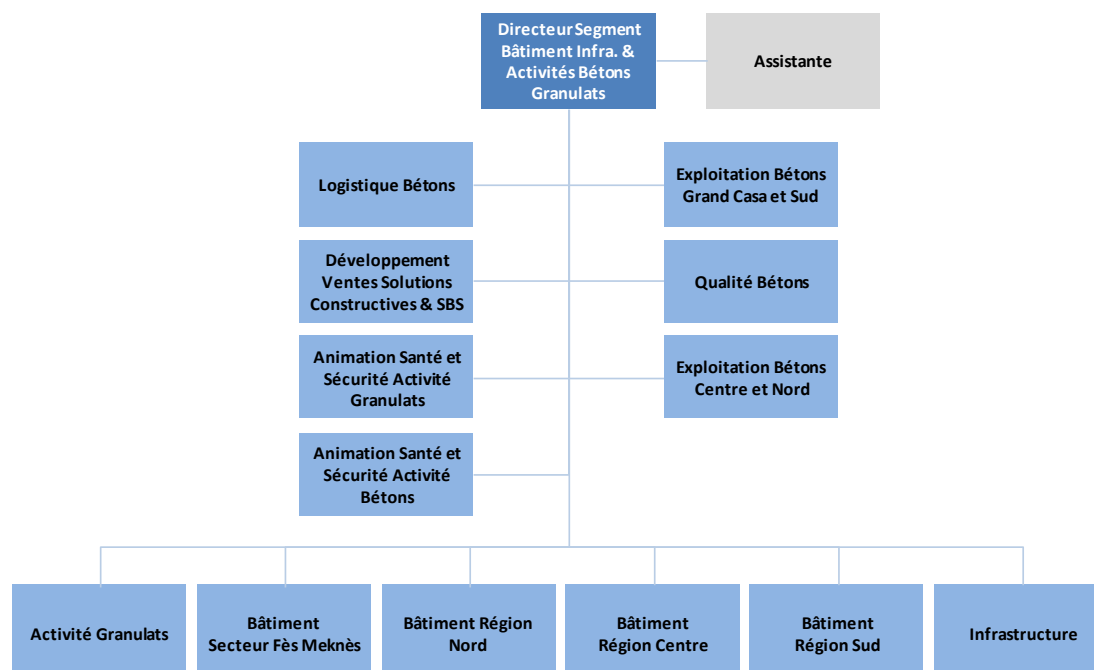 Directeur Segment
Bâtiment Infra. &
Activités Bétons
Granulats
Assistante
Logistique Bétons
Exploitation Bétons
Grand Casa et Sud
Développement
Ventes Solutions
Constructives & SBS
Qualité Bétons
Animation Santé et
Sécurité Activité
Granulats
Exploitation Bétons
Centre et Nord
Animation Santé et
Sécurité Activité
Bétons
Activité Granulats
Bâtiment
Secteur Fès Meknès
Bâtiment Région
Nord
Bâtiment
Région Centre
Bâtiment
Région Sud
Infrastructure